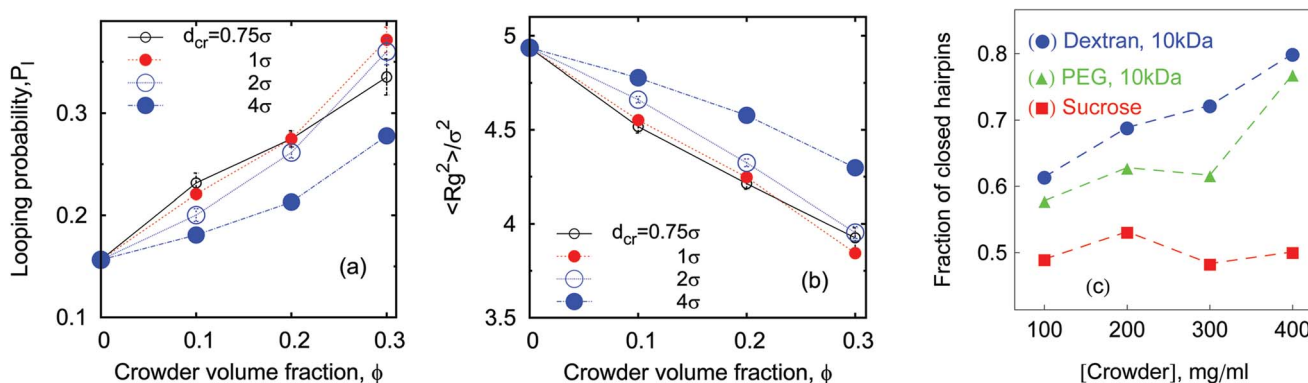 Looping probability,P_l
0.1
0.2
0.3
0
0.1
0.2
0.3
Crowder volume fraction, ϕ
d_cr=0.75σ
1σ
2σ
4σ
(a)
<Rg²>/σ²
3.5
4
4.5
5
0
0.1
0.2
0.3
Crowder volume fraction, ϕ
d_cr=0.75σ
1σ
2σ
4σ
(b)
Fraction of closed hairpins
0.5
0.6
0.7
0.8
100
200
300
400
[Crowder], mg/ml
( ) Dextran, 10kDa
( ) PEG, 10kDa
( ) Sucrose
(c)